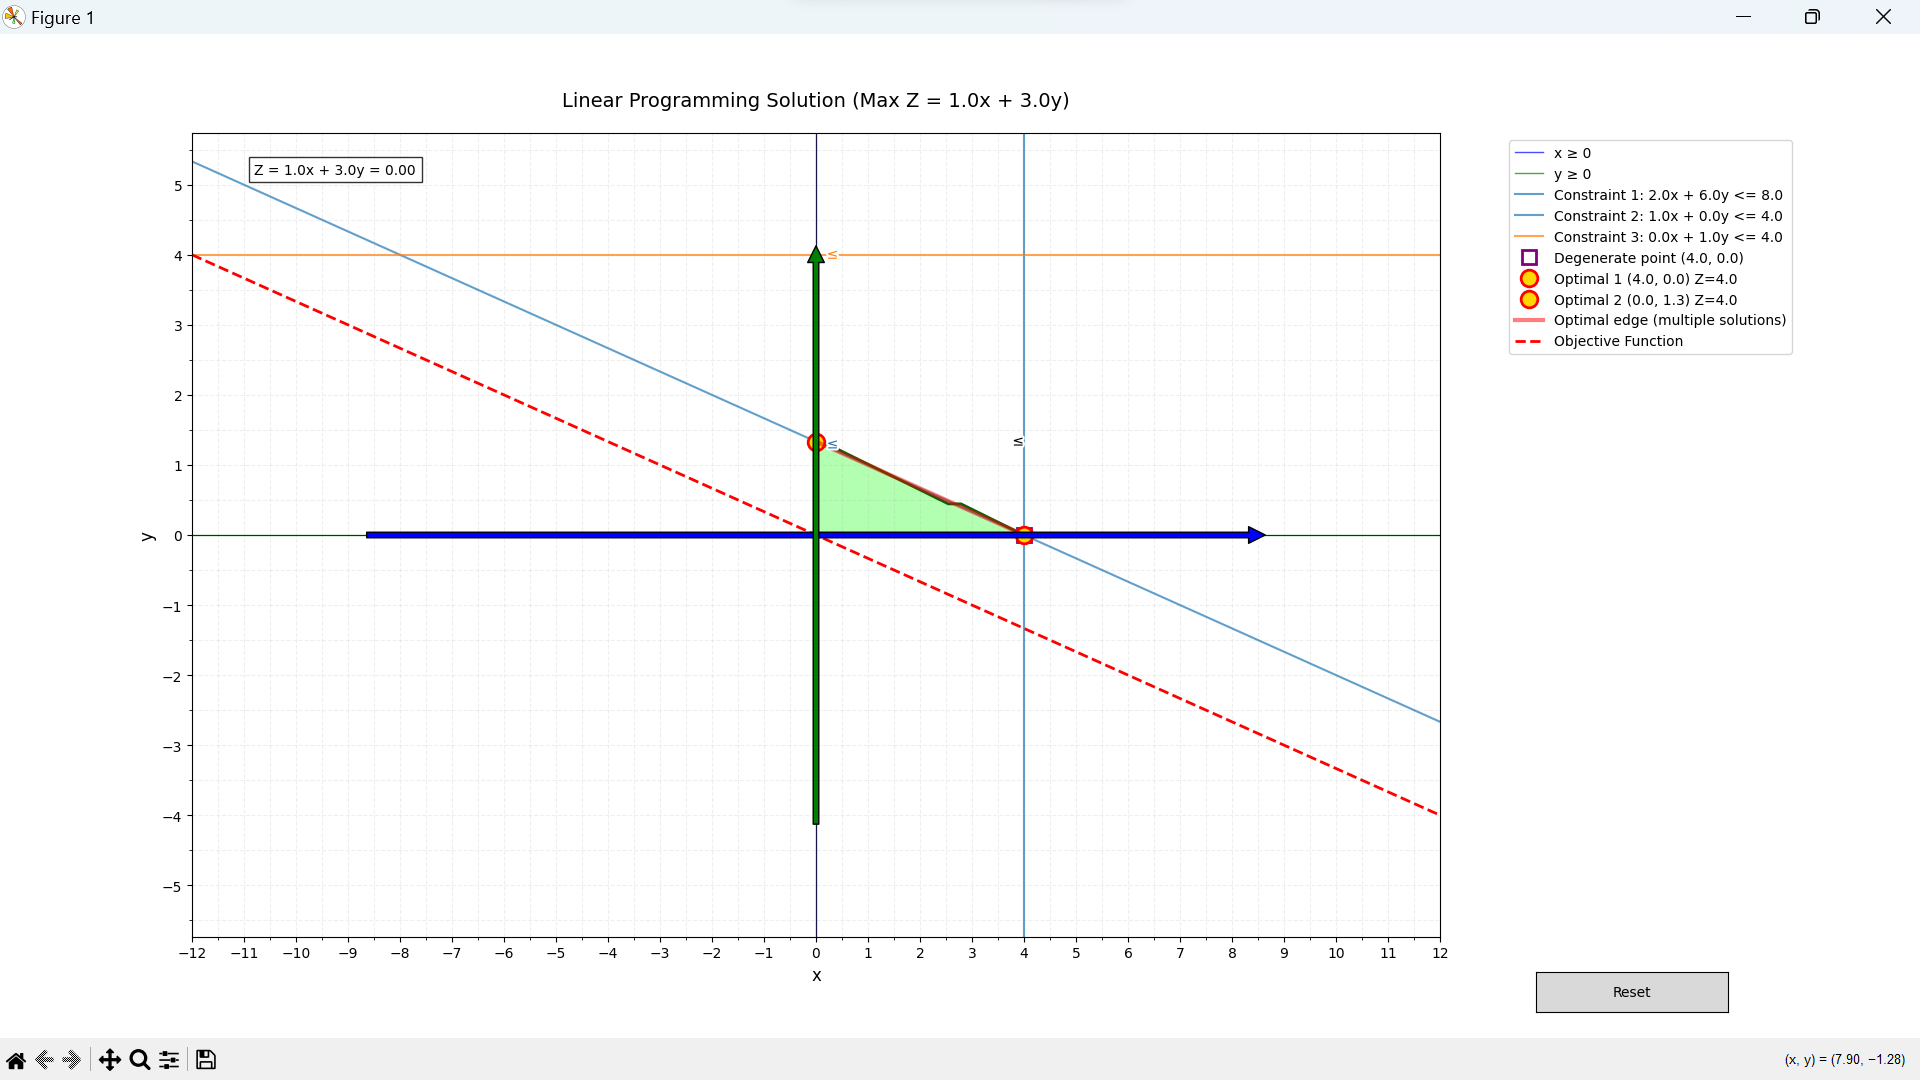 Figure 1
Linear Programming Solution (Max Z = 1.0x + 3.0y)
Z = 1.0x + 3.0y = 0.00
x ≥ 0
y ≥ 0
Constraint 1: 2.0x + 6.0y <= 8.0
Constraint 2: 1.0x + 0.0y <= 4.0
Constraint 3: 0.0x + 1.0y <= 4.0
Degenerate point (4.0, 0.0)
Optimal 1 (4.0, 0.0) Z=4.0
Optimal 2 (0.0, 1.3) Z=4.0
Optimal edge (multiple solutions)
Objective Function
5
4
3
2
1
0
−1
−2
−3
−4
−5
y
≤
≤
≤
−12 −11 −10 −9 −8 −7 −6 −5 −4 −3 −2 −1 0 1 2 3 4 5 6 7 8 9 10 11 12
x
Reset
(x, y) = (7.90, −1.28)